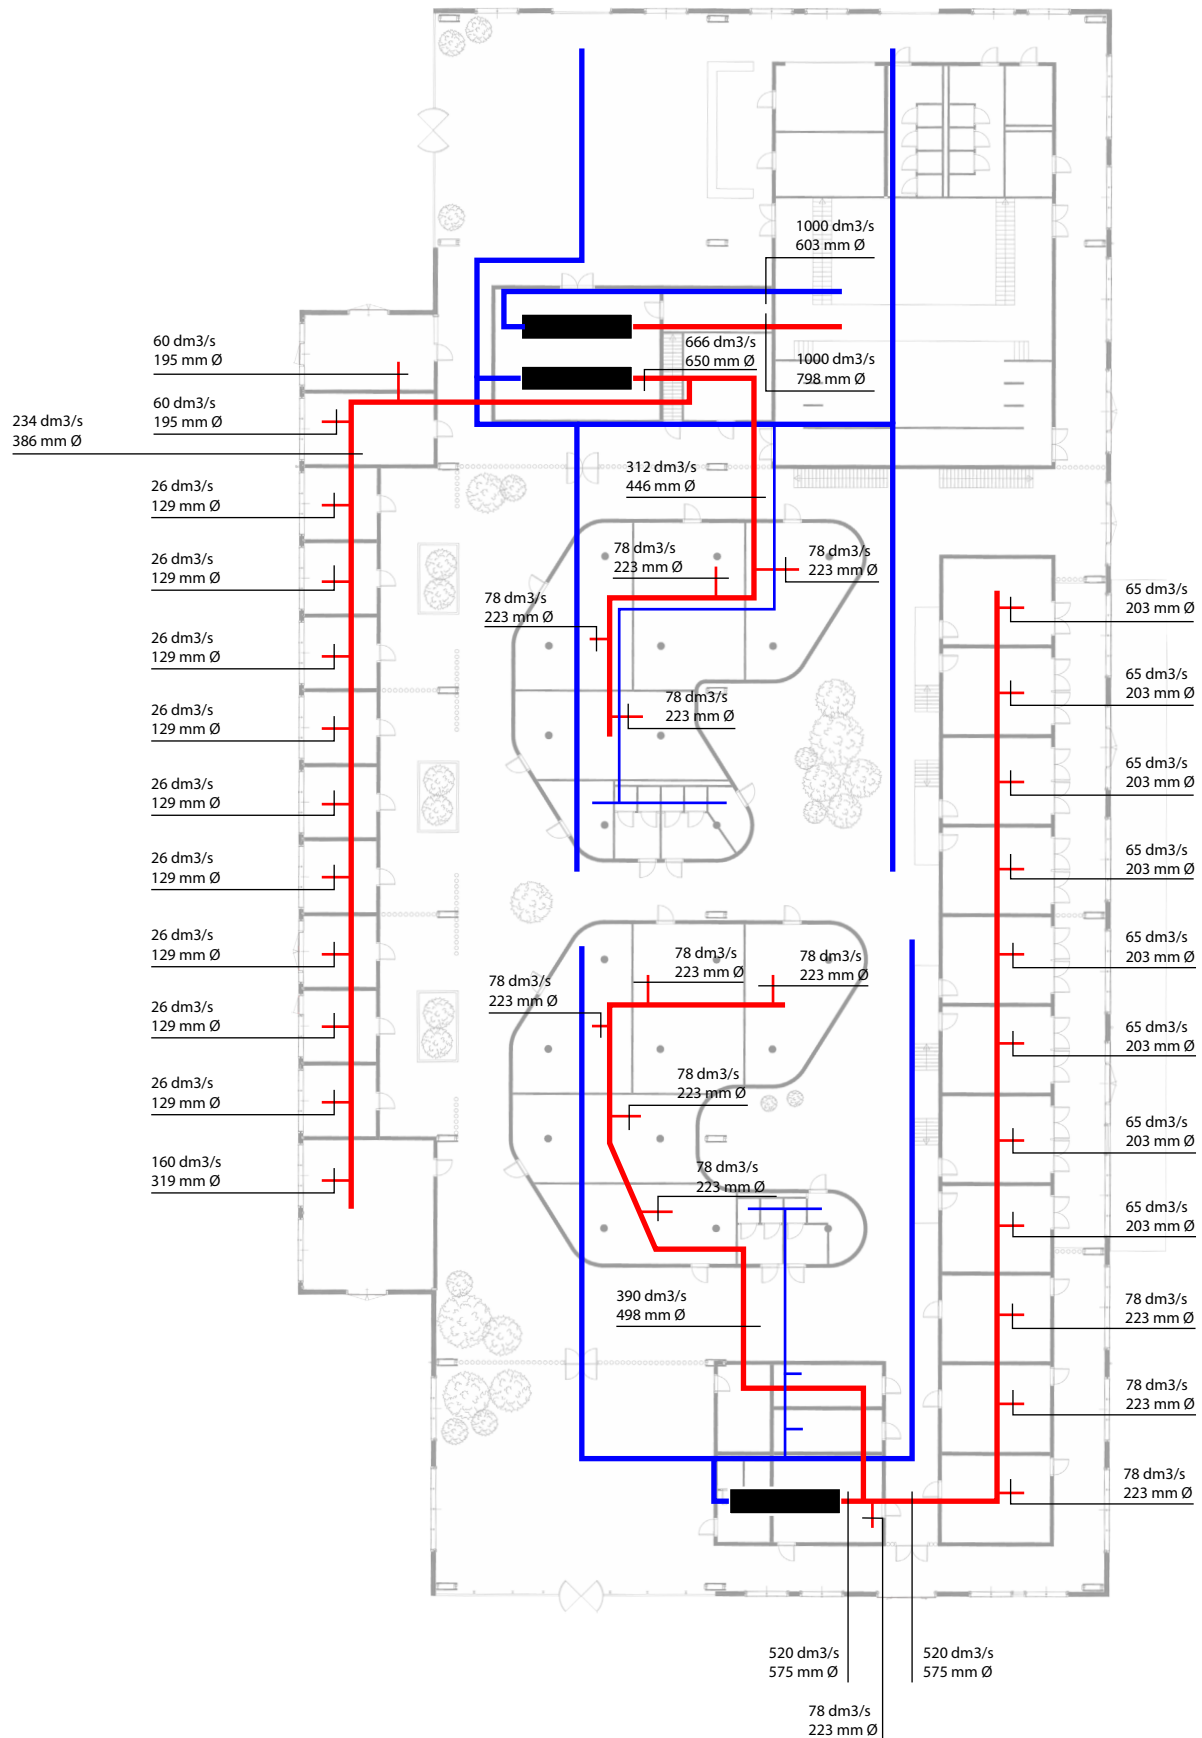 1000 dm3/s
603 mm Ø
60 dm3/s
195 mm Ø
666 dm3/s
650 mm Ø
1000 dm3/s
798 mm Ø
60 dm3/s
195 mm Ø
234 dm3/s
386 mm Ø
312 dm3/s
446 mm Ø
26 dm3/s
129 mm Ø
78 dm3/s
223 mm Ø
78 dm3/s
223 mm Ø
26 dm3/s
129 mm Ø
78 dm3/s
223 mm Ø
65 dm3/s
203 mm Ø
26 dm3/s
129 mm Ø
78 dm3/s
223 mm Ø
65 dm3/s
203 mm Ø
26 dm3/s
129 mm Ø
65 dm3/s
203 mm Ø
26 dm3/s
129 mm Ø
65 dm3/s
203 mm Ø
26 dm3/s
129 mm Ø
65 dm3/s
203 mm Ø
26 dm3/s
129 mm Ø
78 dm3/s
223 mm Ø
78 dm3/s
223 mm Ø
78 dm3/s
223 mm Ø
26 dm3/s
129 mm Ø
65 dm3/s
203 mm Ø
26 dm3/s
129 mm Ø
78 dm3/s
223 mm Ø
65 dm3/s
203 mm Ø
160 dm3/s
319 mm Ø
78 dm3/s
223 mm Ø
65 dm3/s
203 mm Ø
390 dm3/s
498 mm Ø
78 dm3/s
223 mm Ø
78 dm3/s
223 mm Ø
78 dm3/s
223 mm Ø
520 dm3/s
575 mm Ø
520 dm3/s
575 mm Ø
78 dm3/s
223 mm Ø